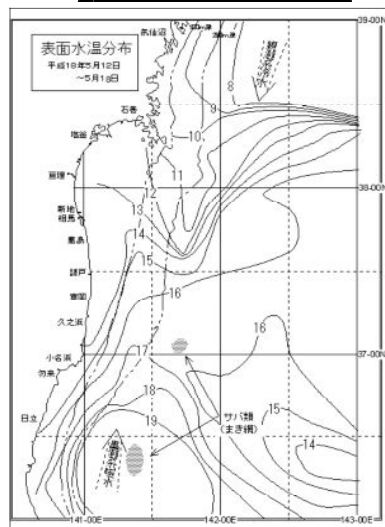 表面水温分布
平成18年5月12日
～5月18日
気仙沼
39-00N
石巻
塩釜
亘理
新地
相馬
鹿島
請戸
富岡
久之浜
小名浜
勿来
日立
8
9
10
11
12
13
14
15
16
17
18
19
16
15
14
38-00N
37-00N
サバ類
(まき網)
141-00E
142-00E
143-00E